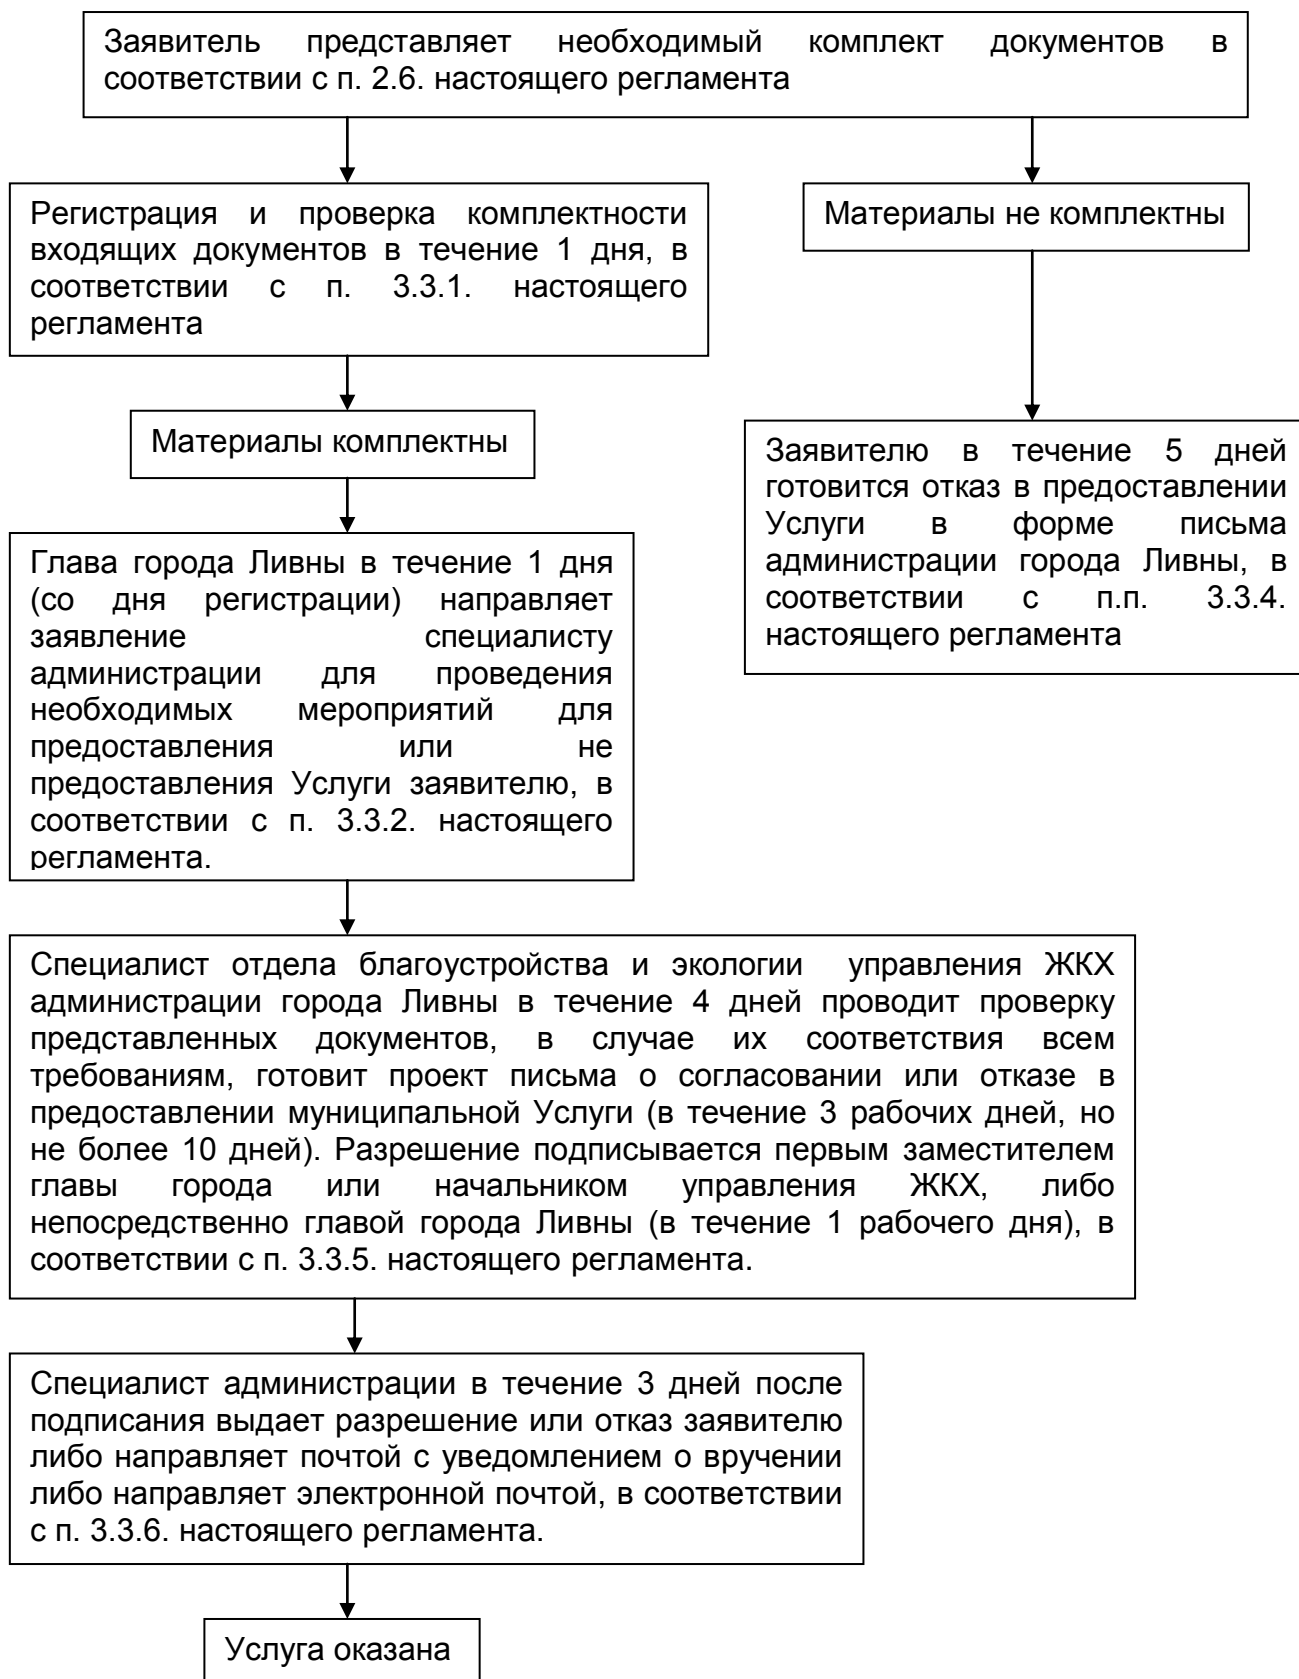 Заявитель представляет необходимый комплект документов в
соответствии с п. 2.6. настоящего регламента
Регистрация и проверка комплектности
входящих документов в течение 1 дня, в
соответствии с п. 3.3.1. настоящего
регламента
Материалы не комплектны
Материалы комплектны
Заявителю в течение 5 дней
готовится отказ в предоставлении
Услуги в форме письма
администрации города Ливны, в
соответствии с п.п. 3.3.4.
настоящего регламента
Глава города Ливны в течение 1 дня
(со дня регистрации) направляет
заявление специалисту
администрации для проведения
необходимых мероприятий для
предоставления или не
предоставления Услуги заявителю, в
соответствии с п. 3.3.2. настоящего
регламента.
Специалист отдела благоустройства и экологии управления ЖКХ
администрации города Ливны в течение 4 дней проводит проверку
представленных документов, в случае их соответствия всем
требованиям, готовит проект письма о согласовании или отказе в
предоставлении муниципальной Услуги (в течение 3 рабочих дней, но
не более 10 дней). Разрешение подписывается первым заместителем
главы города или начальником управления ЖКХ, либо
непосредственно главой города Ливны (в течение 1 рабочего дня), в
соответствии с п. 3.3.5. настоящего регламента.
Специалист администрации в течение 3 дней после
подписания выдает разрешение или отказ заявителю
либо направляет почтой с уведомлением о вручении
либо направляет электронной почтой, в соответствии
с п. 3.3.6. настоящего регламента.
Услуга оказана